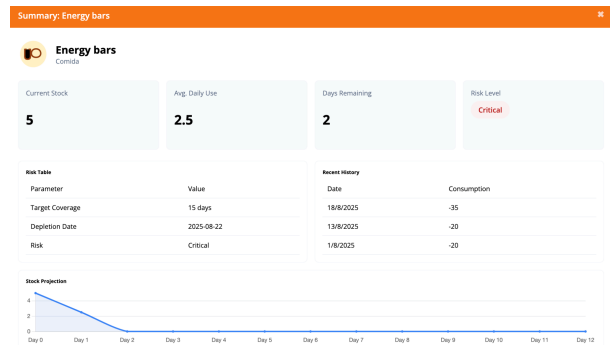 Summary: Energy bars
Energy bars
Comida
Current Stock
5
Avg. Daily Use
2.5
Days Remaining
2
Risk Level
Critical
Risk Table
Parameter Value
Target Coverage 15 days
Depletion Date 2025-08-22
Risk Critical
Recent History
Date Consumption
18/8/2025 -35
13/8/2025 -20
1/8/2025 -20
Stock Projection
4
2
0
Day 0 Day 1 Day 2 Day 3 Day 4 Day 5 Day 6 Day 7 Day 8 Day 9 Day 10 Day 11 Day 12